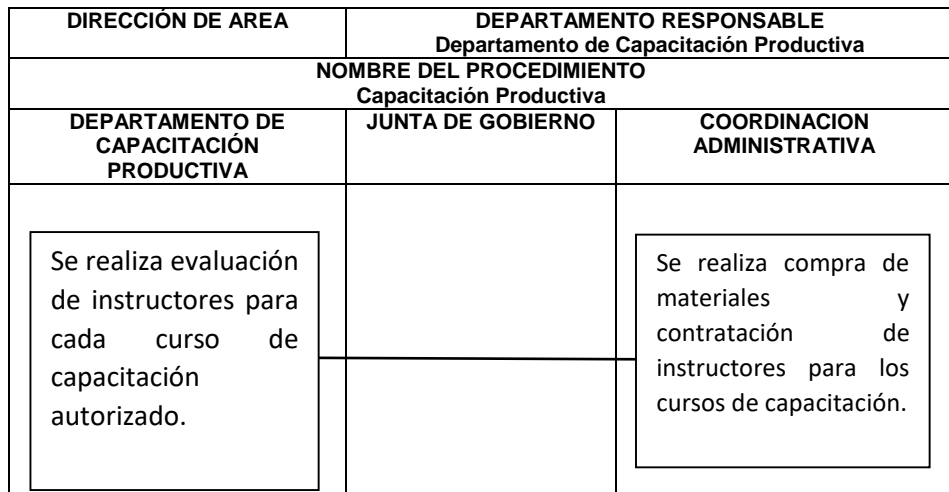 DIRECCIÓN DE AREA
DEPARTAMENTO RESPONSABLE
Departamento de Capacitación Productiva
NOMBRE DEL PROCEDIMIENTO
Capacitación Productiva
DEPARTAMENTO DE
CAPACITACIÓN
PRODUCTIVA
JUNTA DE GOBIERNO
COORDINACION
ADMINISTRATIVA
Se realiza evaluación
de instructores para
cada curso de
capacitación
autorizado.
Se realiza compra de
materiales y
contratación de
instructores para los
cursos de capacitación.